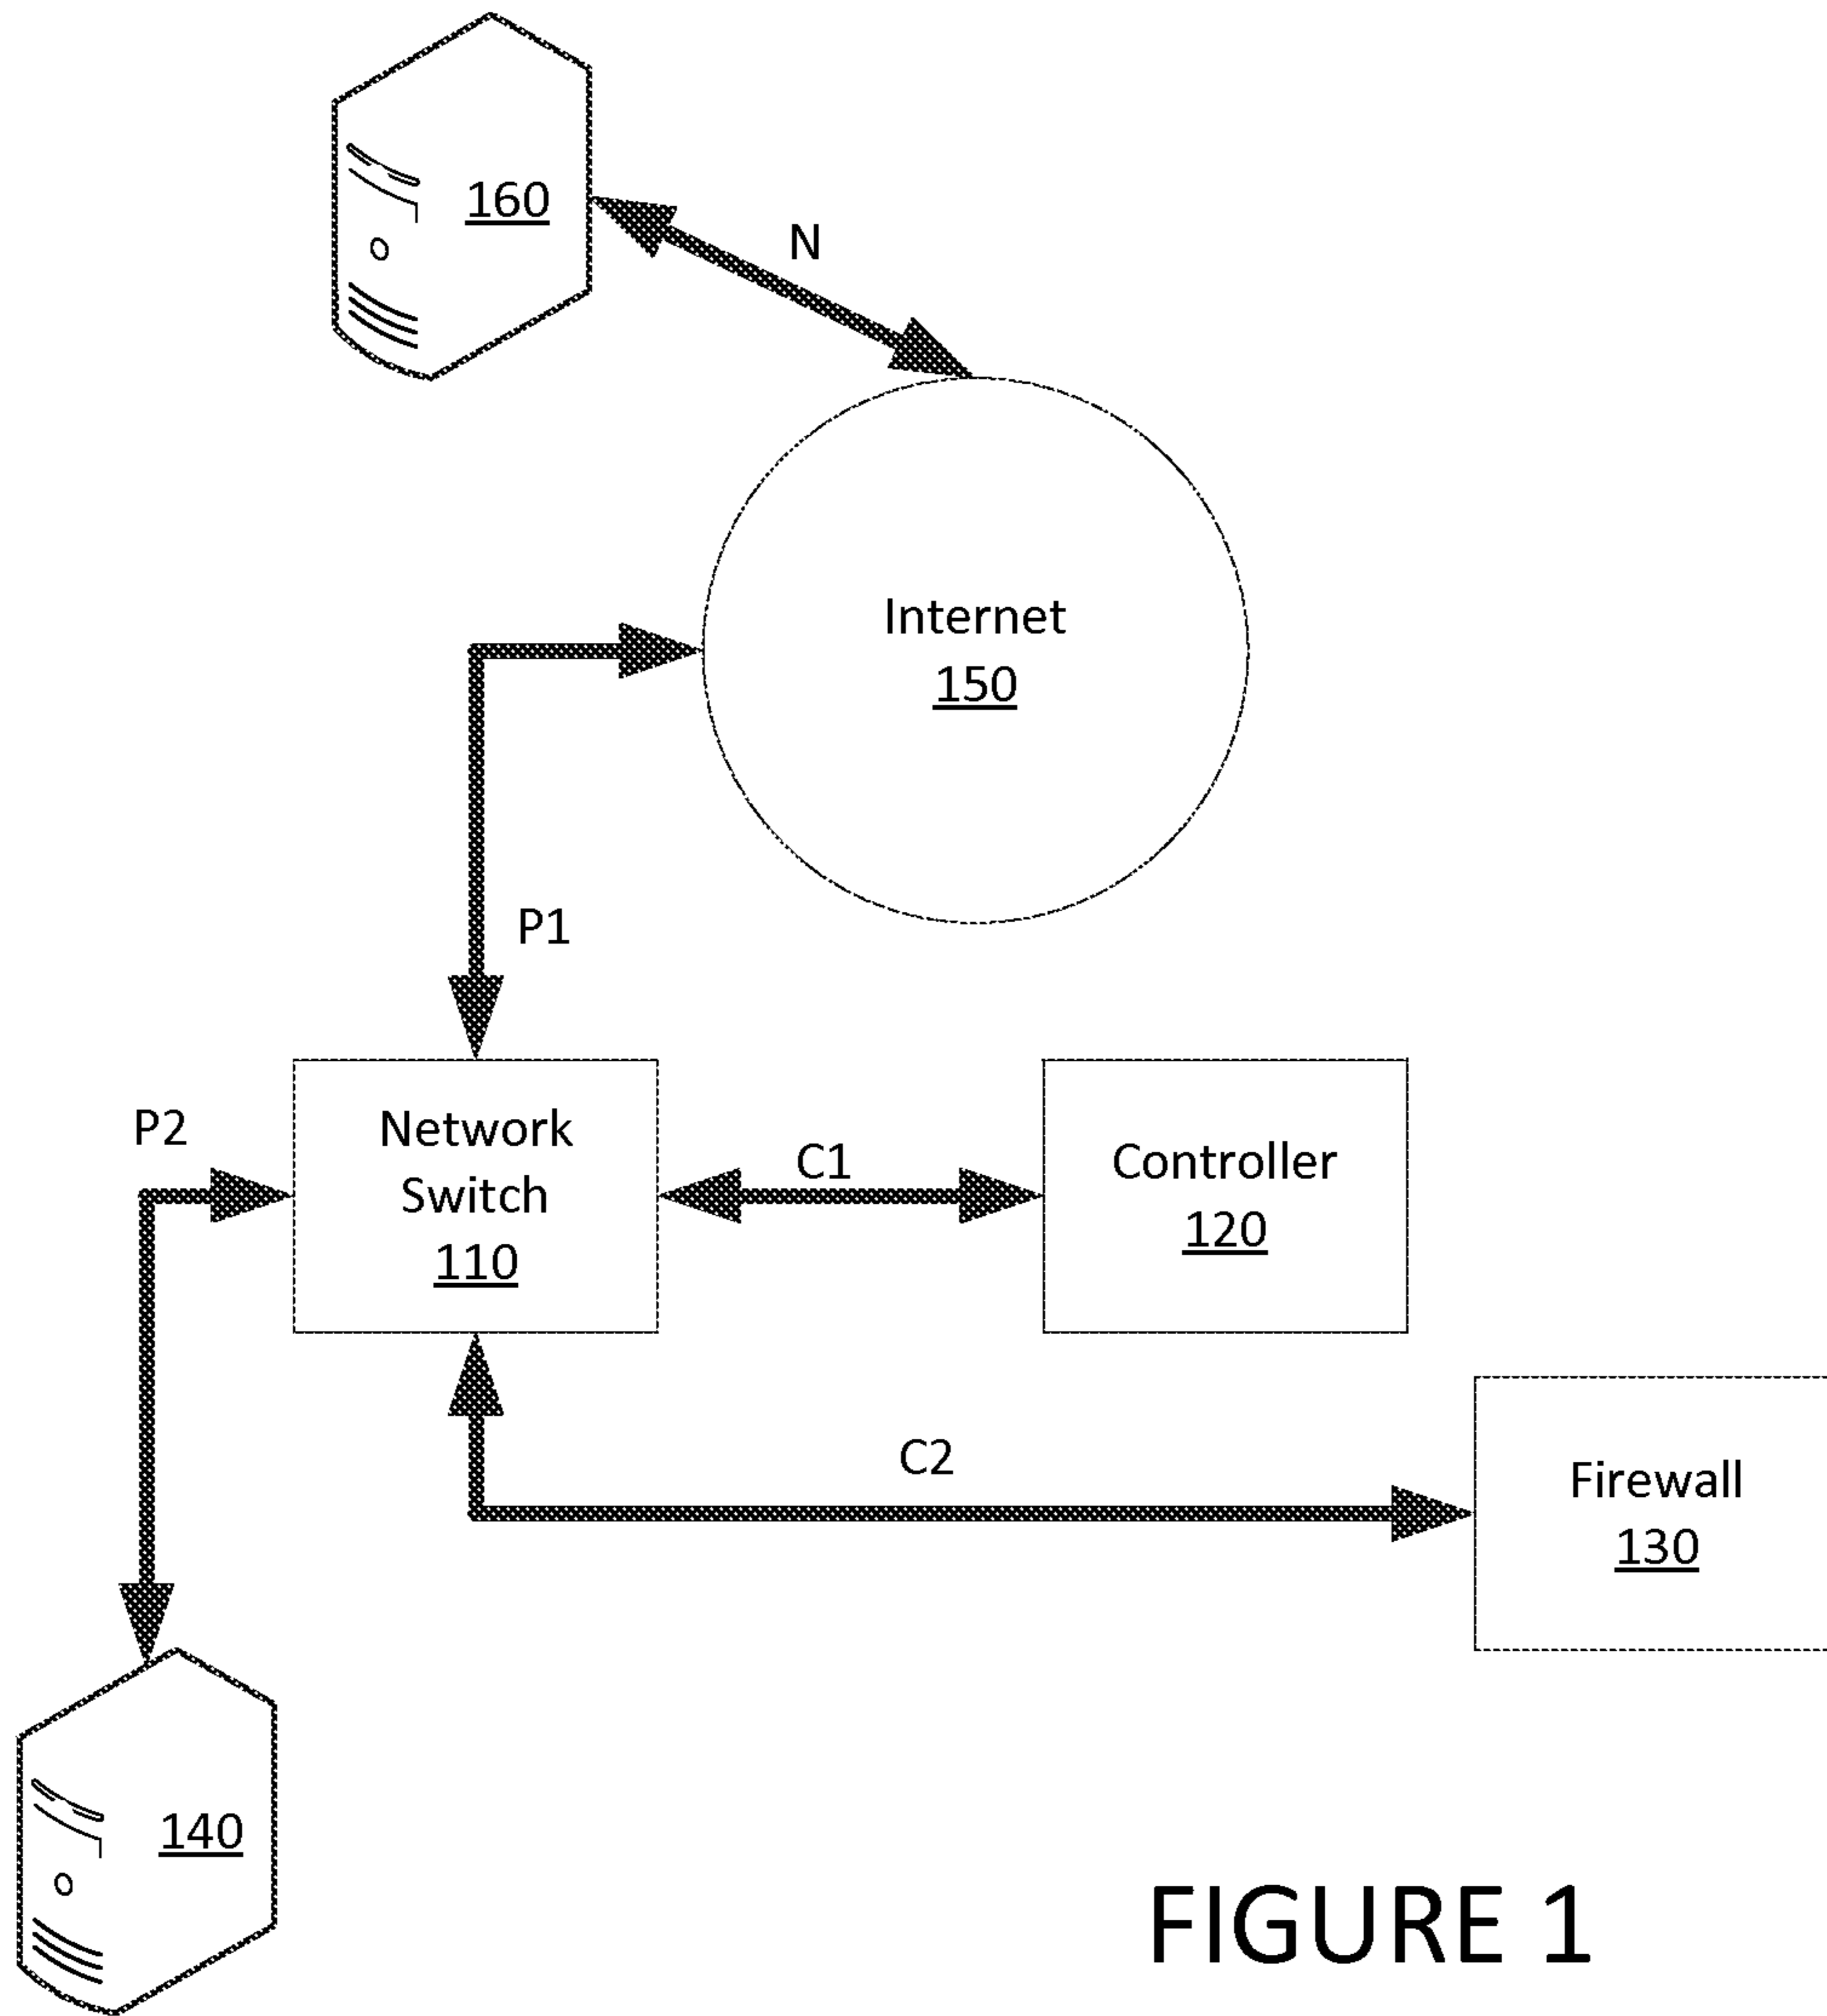 160
N
Internet
150
P1
P2
Network
Switch
110
C1
Controller
120
C2
Firewall
130
140
FIGURE 1